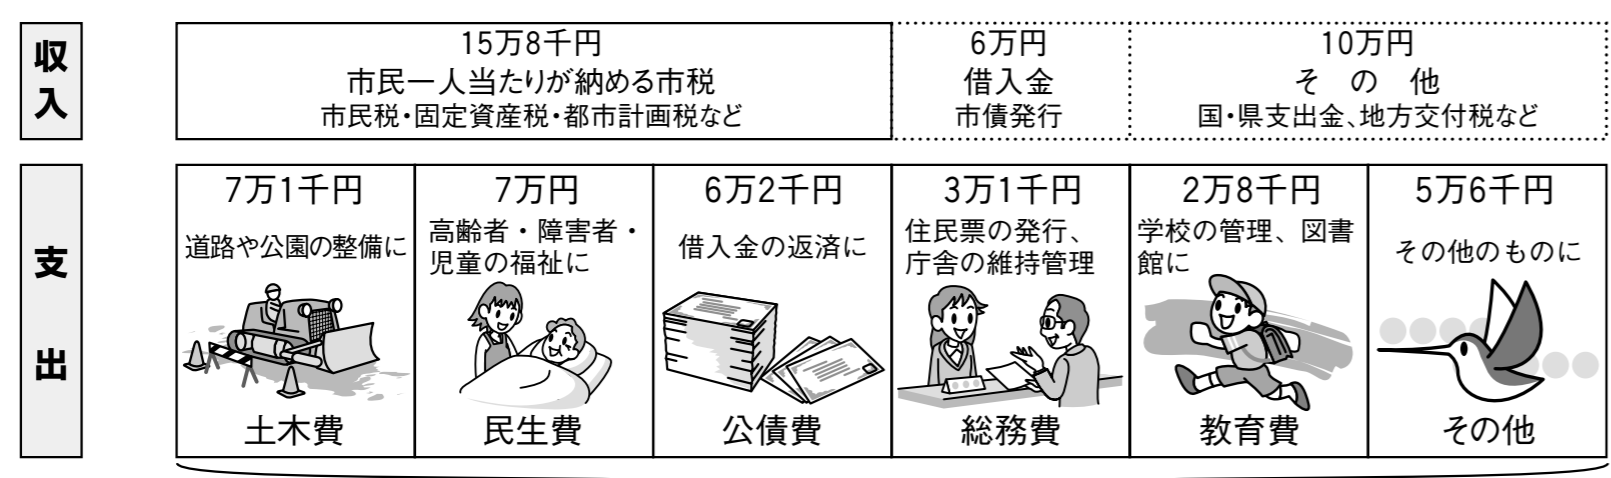 収入
15万8千円
市民一人当たりが納める市税
市民税・固定資産税・都市計画税など
6万円
借入金
市債発行
10万円
その他
国・県支出金、地方交付税など
支出
7万1千円
道路や公園の整備に
土木費
7万円
高齢者・障害者・
児童の福祉に
民生費
6万2千円
借入金の返済に
公債費
3万1千円
住民票の発行、
庁舎の維持管理
総務費
2万8千円
学校の管理、図書
館に
教育費
5万6千円
その他のものに
その他